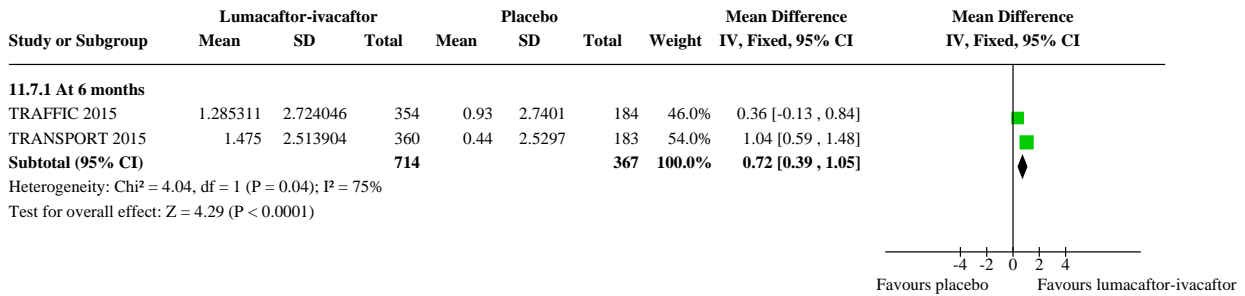 Lumacaftor-ivacaftor Placebo Mean Difference Mean Difference
Study or Subgroup Mean SD Total Mean SD Total Weight IV, Fixed, 95% CI IV, Fixed, 95% CI
11.7.1 At 6 months
TRAFFIC 2015 1.285311 2.724046 354 0.93 2.7401 184 46.0% 0.36 [-0.13 , 0.84]
TRANSPORT 2015 1.475 2.513904 360 0.44 2.5297 183 54.0% 1.04 [0.59 , 1.48]
Subtotal (95% CI) 714 367 100.0% 0.72 [0.39 , 1.05]
Heterogeneity: Chi² = 4.04, df = 1 (P = 0.04); I² = 75%
Test for overall effect: Z = 4.29 (P < 0.0001)
-4 -2 0 2 4
Favours placebo Favours lumacaftor-ivacaftor